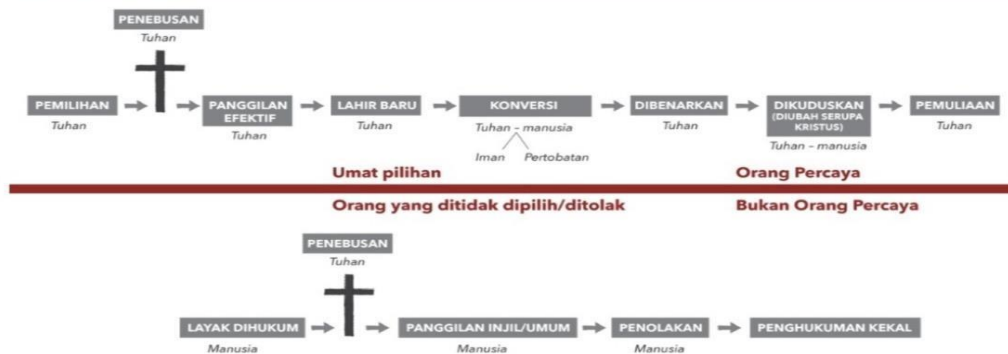 PENEBUSAN
Tuhan
PEMILIHAN
Tuhan
PANGGILAN
EFEKTIF
Tuhan
LAHIR BARU
Tuhan
KONVERSI
Tuhan – manusia
Iman Pertobatan
DIBENARKAN
Tuhan
DIKUDUSKAN
(DIUBAH SERUPA
KRISTUS)
Tuhan – manusia
PEMULIAAN
Tuhan
Umat pilihan
Orang Percaya
Orang yang ditidak dipilih/ditolak
Bukan Orang Percaya
PENEBUSAN
Tuhan
LAYAK DIHUKUM
Manusia
PANGGILAN INJIL/UMUM
Manusia
PENOLAKAN
Manusia
PENGHUKUMAN KEKAL